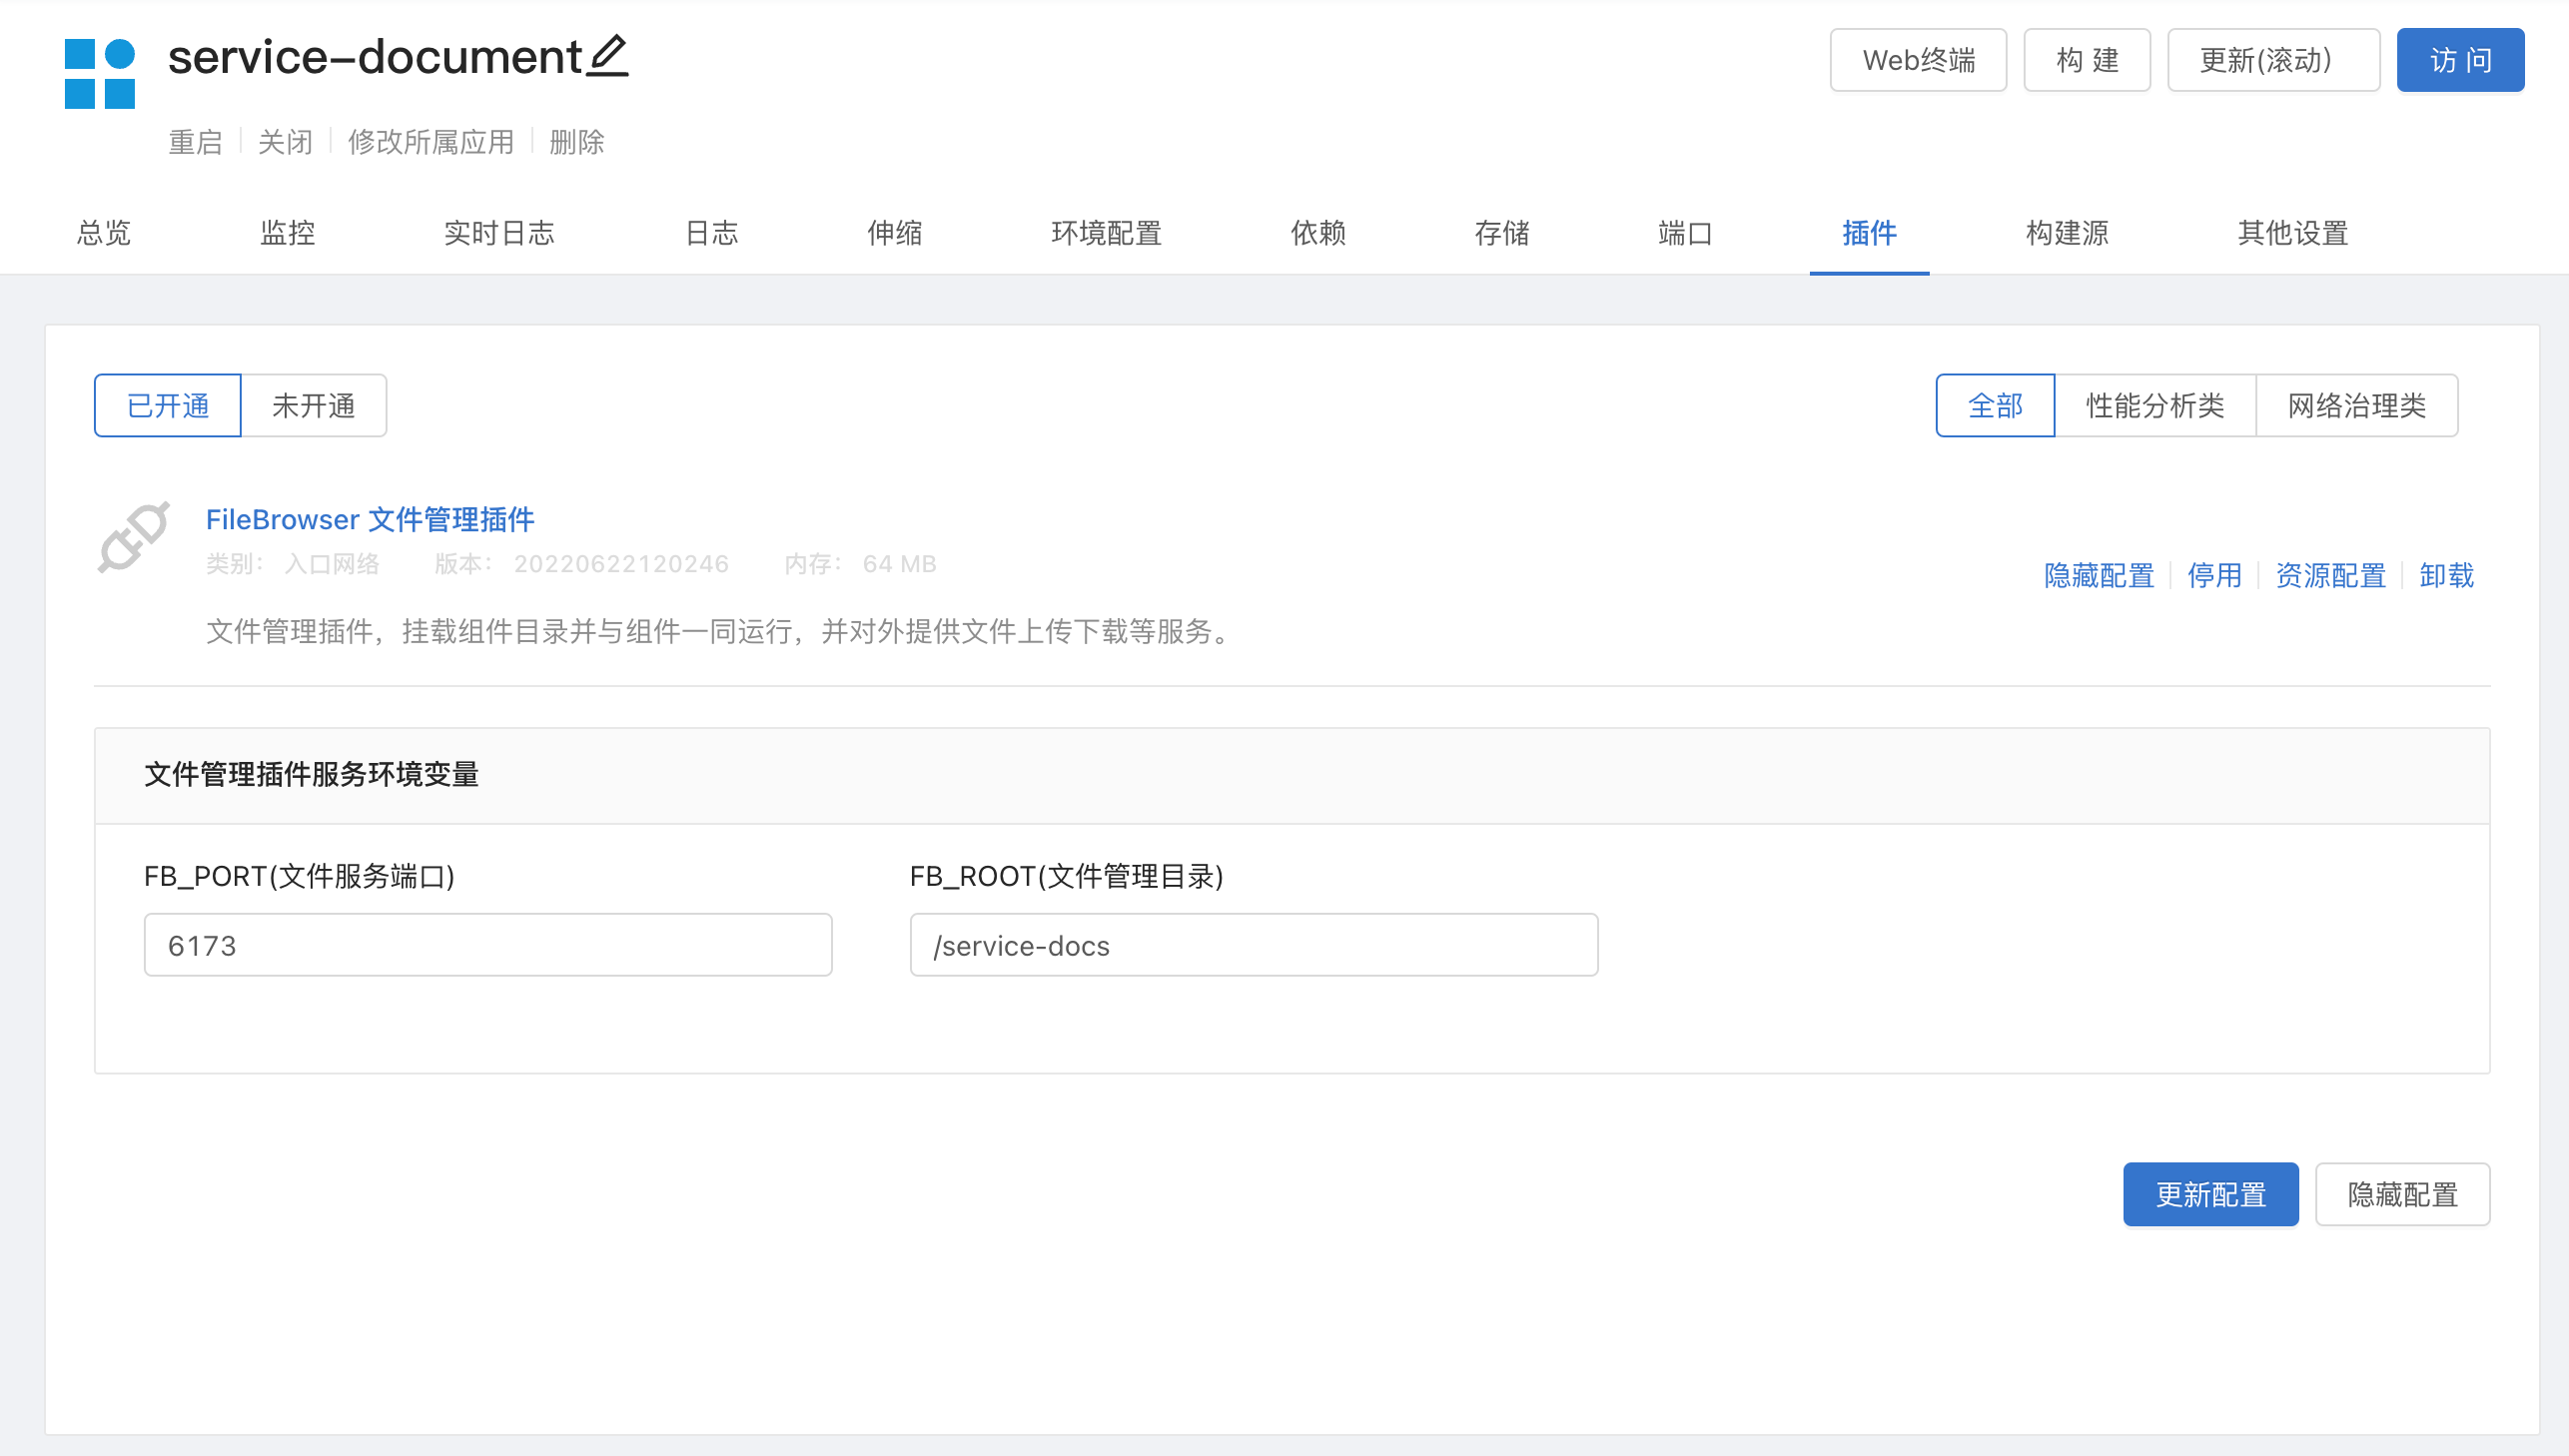 service-document
Web终端 构 建 更新(滚动) 访 问
重启 关闭 修改所属应用 删除
总览 监控 实时日志 日志 伸缩 环境配置 依赖 存储 端口 插件 构建源 其他设置
已开通 未开通 全部 性能分析类 网络治理类
FileBrowser 文件管理插件
类别： 入口网络 版本： 20220622120246 内存： 64 MB
隐藏配置 停用 资源配置 卸载
文件管理插件，挂载组件目录并与组件一同运行，并对外提供文件上传下载等服务。
文件管理插件服务环境变量
FB_PORT(文件服务端口) FB_ROOT(文件管理目录)
6173 /service-docs
更新配置 隐藏配置